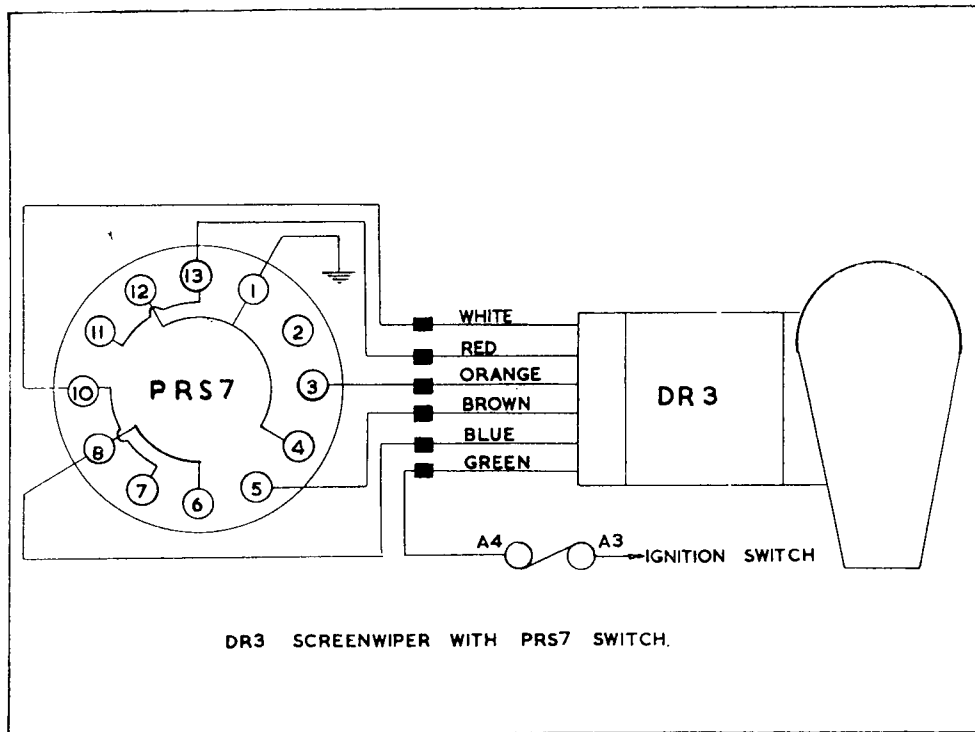 13
12
1
11
2
10
PRS7
3
8
4
7
6
5
WHITE
RED
ORANGE
BROWN
BLUE
GREEN
DR3
A4
A3
IGNITION SWITCH
DR3 SCREENWIPER WITH PRS7 SWITCH.